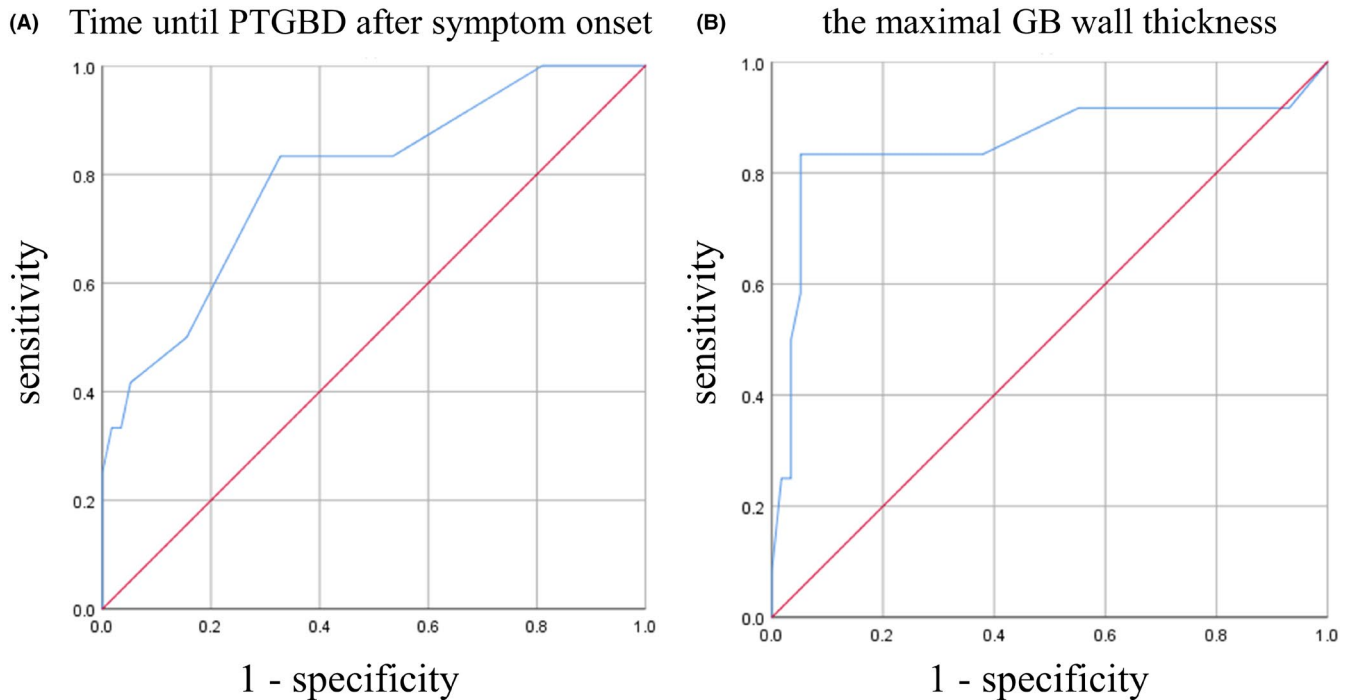 (A) Time until PTGBD after symptom onset
1.0
0.8
0.6
0.4
0.2
0.0
sensitivity
0.0 0.2 0.4 0.6 0.8 1.0
1 - specificity
(B) the maximal GB wall thickness
1.0
0.8
0.6
0.4
0.2
0.0
sensitivity
0.0 0.2 0.4 0.6 0.8 1.0
1 - specificity